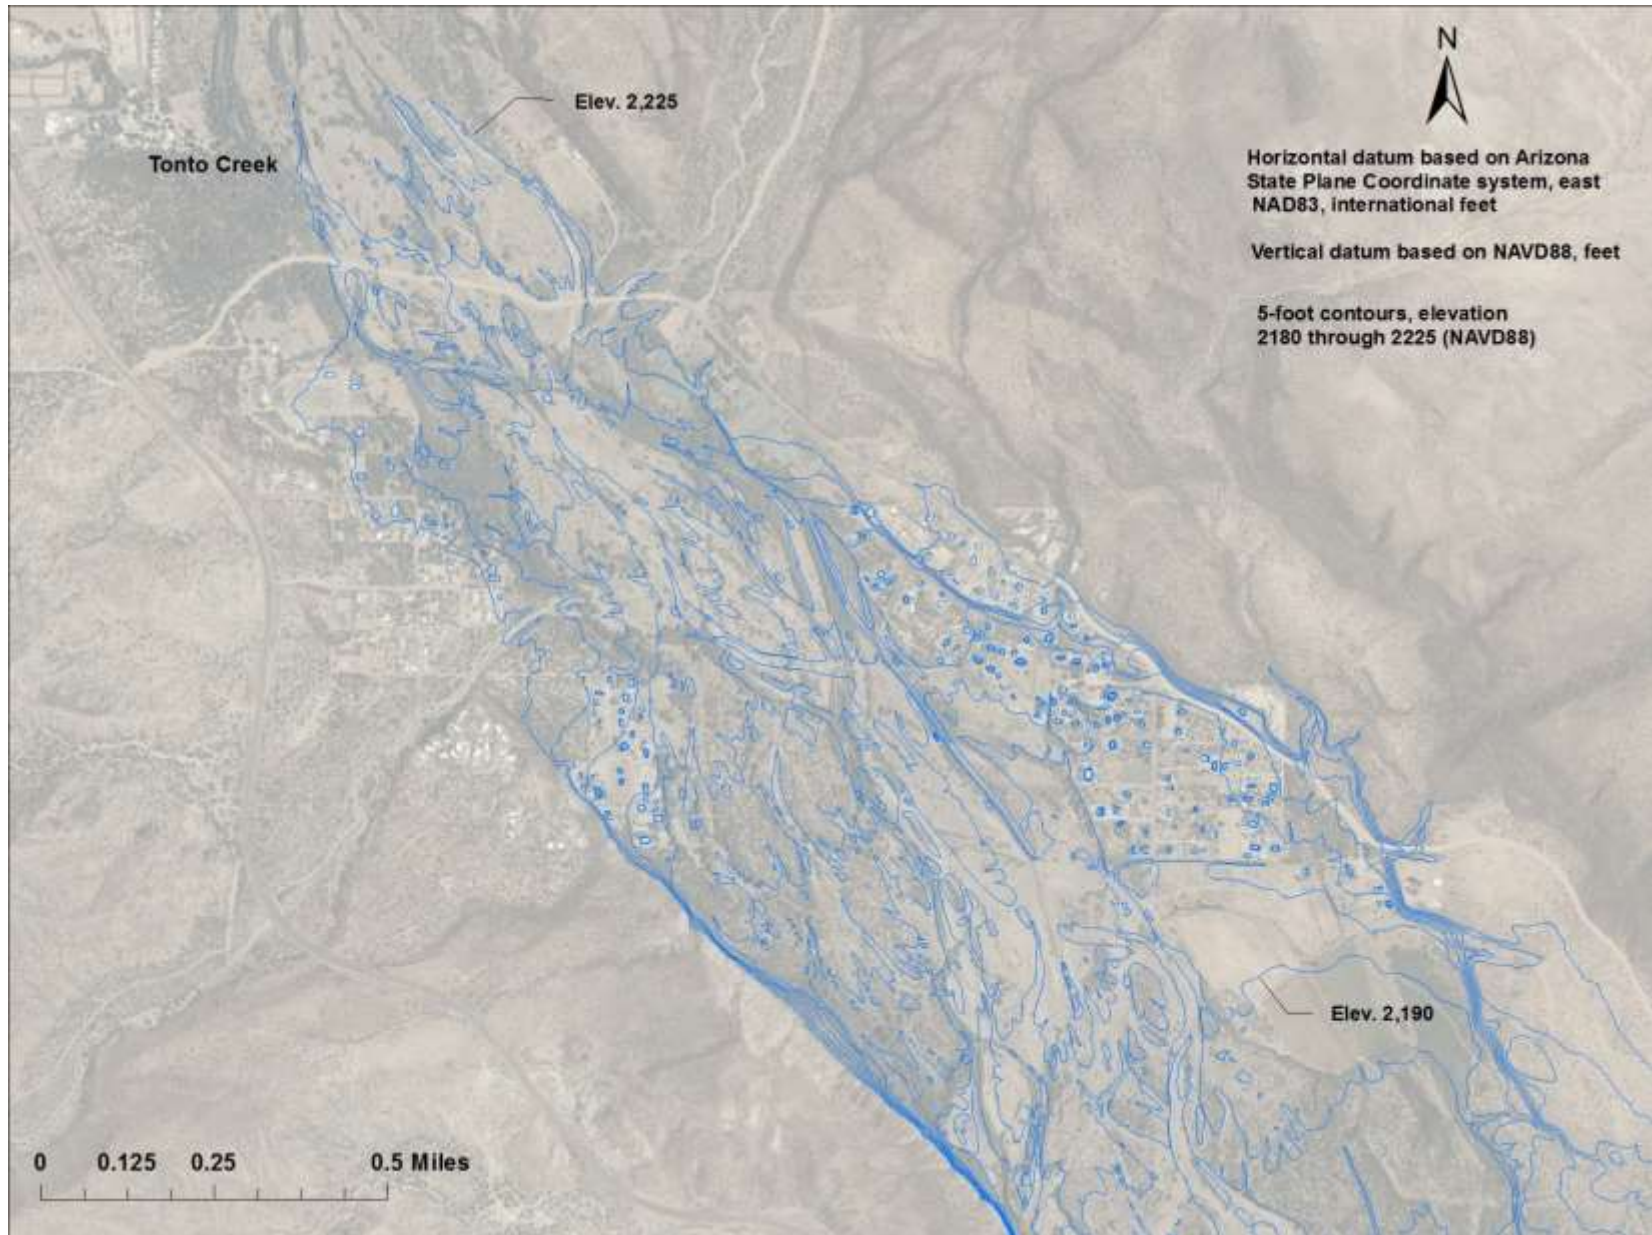 N
Elev. 2,225
Tonto Creek
Horizontal datum based on Arizona
State Plane Coordinate system, east
NAD83, international feet
Vertical datum based on NAVD88, feet
5-foot contours, elevation
2180 through 2225 (NAVD88)
Elev. 2,190
0 0.125 0.25 0.5 Miles